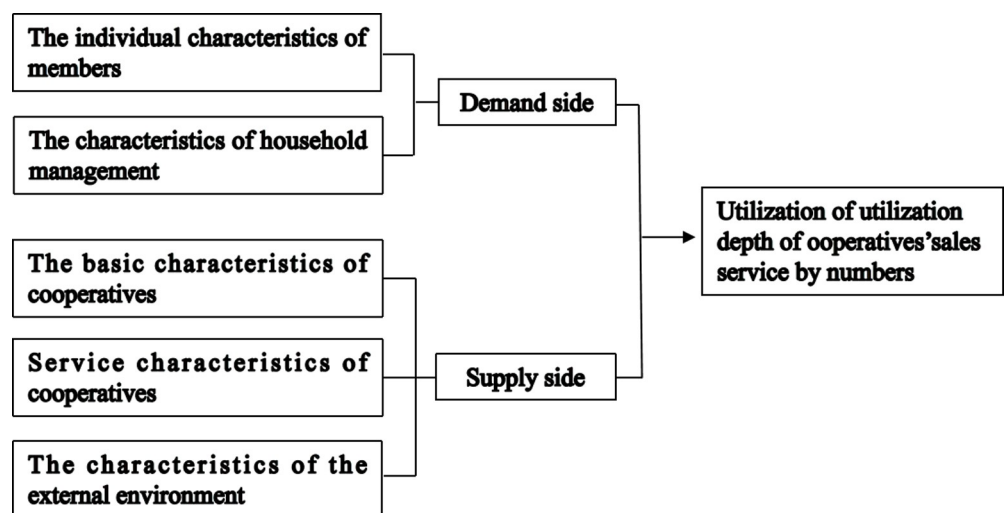 The individual characteristics of
members
The characteristics of household
management
Demand side
The basic characteristics of
cooperatives
Service characteristics of
cooperatives
The characteristics of the
external environment
Supply side
Utilization of utilization
depth of ooperatives'sales
service by numbers